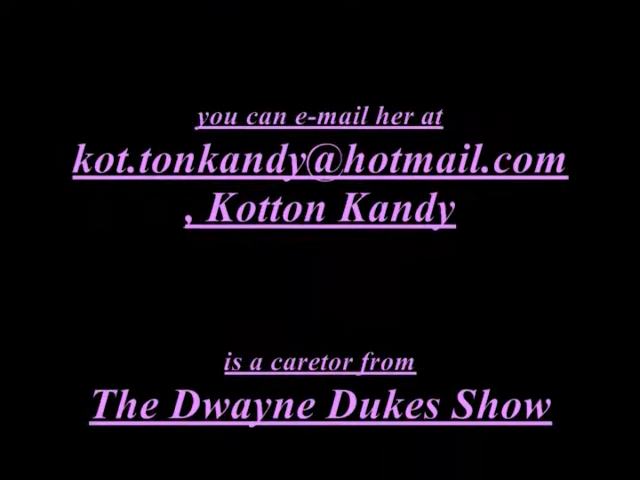 you can e-mail her at
kot.tonkandy@hotmail.com
, Kotton Kandy
is a caretor from
The Dwayne Dukes Show